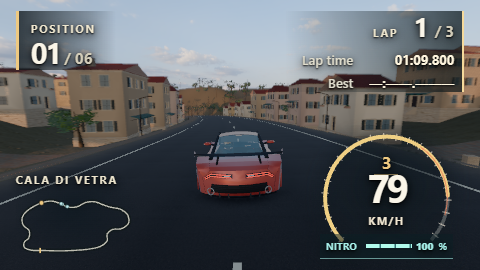 POSITION
01 / 06
LAP 1 / 3
Lap time 01:09.800
Best --:--.---
CALA DI VETRA
3
79
KM/H
NITRO 100 %